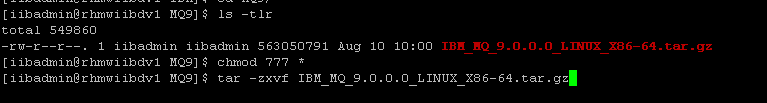 [iibadmin@rhmwiibdv1 MQ9]$ ls -tlr
total 549860
-rw-r--r--. 1 iibadmin iibadmin 563050791 Aug 10 10:00 IBM_MQ_9.0.0.0_LINUX_X86-64.tar.gz
[iibadmin@rhmwiibdv1 MQ9]$ chmod 777 *
[iibadmin@rhmwiibdv1 MQ9]$ tar -zxvf IBM_MQ_9.0.0.0_LINUX_X86-64.tar.gz